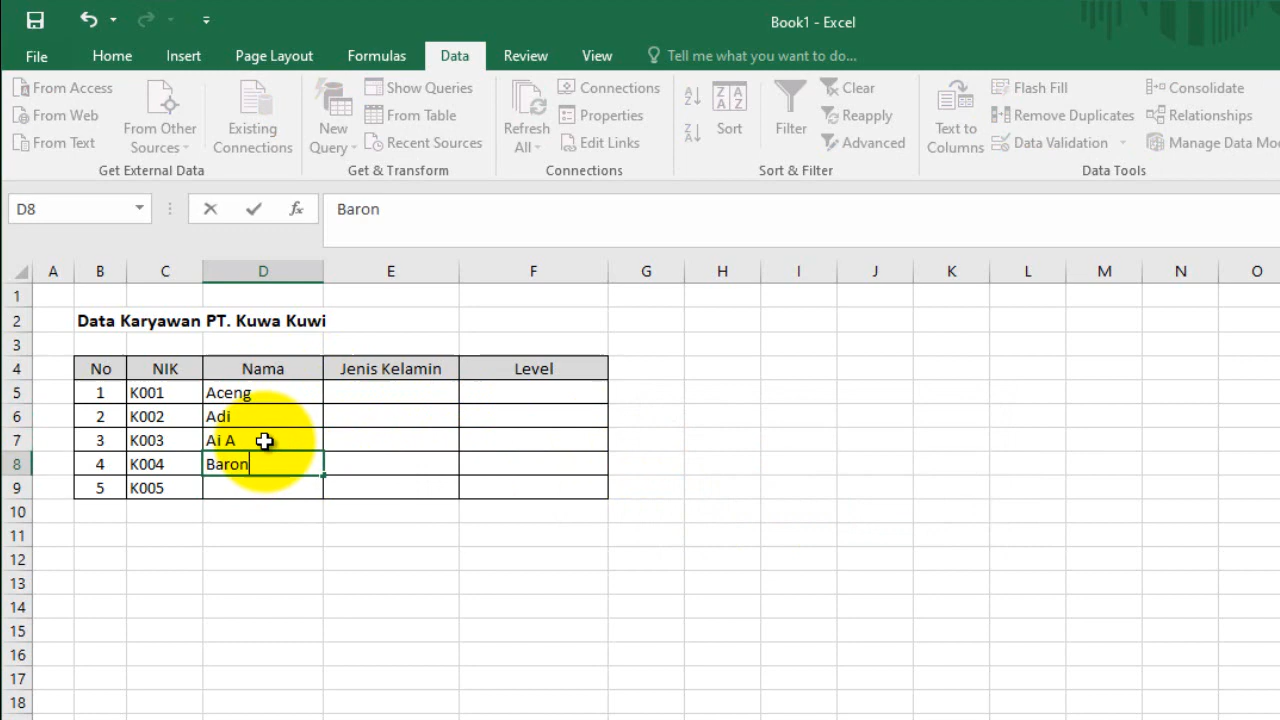 Book1 - Excel
File Home Insert Page Layout Formulas Data Review View Tell me what you want to do...
From Access
From Web
From Text
From Other Sources
Existing Connections
Get External Data
New Query
Show Queries
From Table
Recent Sources
Get & Transform
Refresh All
Connections
Properties
Edit Links
Connections
Sort
Filter
Clear
Reapply
Advanced
Sort & Filter
Text to Columns
Flash Fill
Remove Duplicates
Data Validation
Consolidate
Relationships
Manage Data Mod
Data Tools
D8 fx Baron
A B C D E F G H I J K L M N O
1
2 Data Karyawan PT. Kuwa Kuwi
3
4 No NIK Nama Jenis Kelamin Level
5 1 K001 Aceng
6 2 K002 Adi
7 3 K003 Ai A
8 4 K004 Baron
9 5 K005
10
11
12
13
14
15
16
17
18